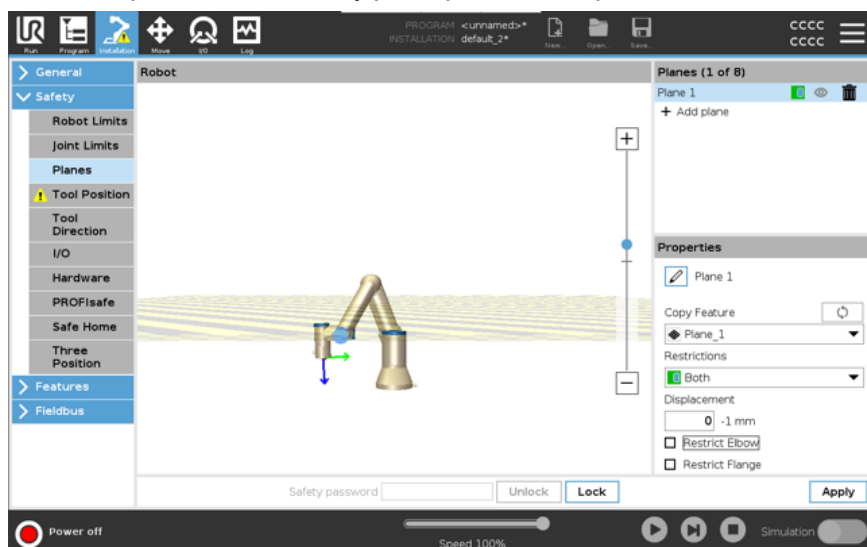 PROGRAM <unnamed>*
INSTALLATION default_2*
New...
Open...
Save...
cccc
cccc
UR
Run
Program
Installation
Move
I/O
Log
General
Safety
Robot Limits
Joint Limits
Planes
Tool Position
Tool
Direction
I/O
Hardware
PROFIsafe
Safe Home
Three
Position
Features
Fieldbus
Robot
Planes (1 of 8)
Plane 1
+ Add plane
Properties
Plane 1
Copy Feature
Plane_1
Restrictions
Both
Displacement
0 -1 mm
Restrict Elbow
Restrict Flange
Safety password
Unlock
Lock
Apply
Power off
Speed 100%
Simulation